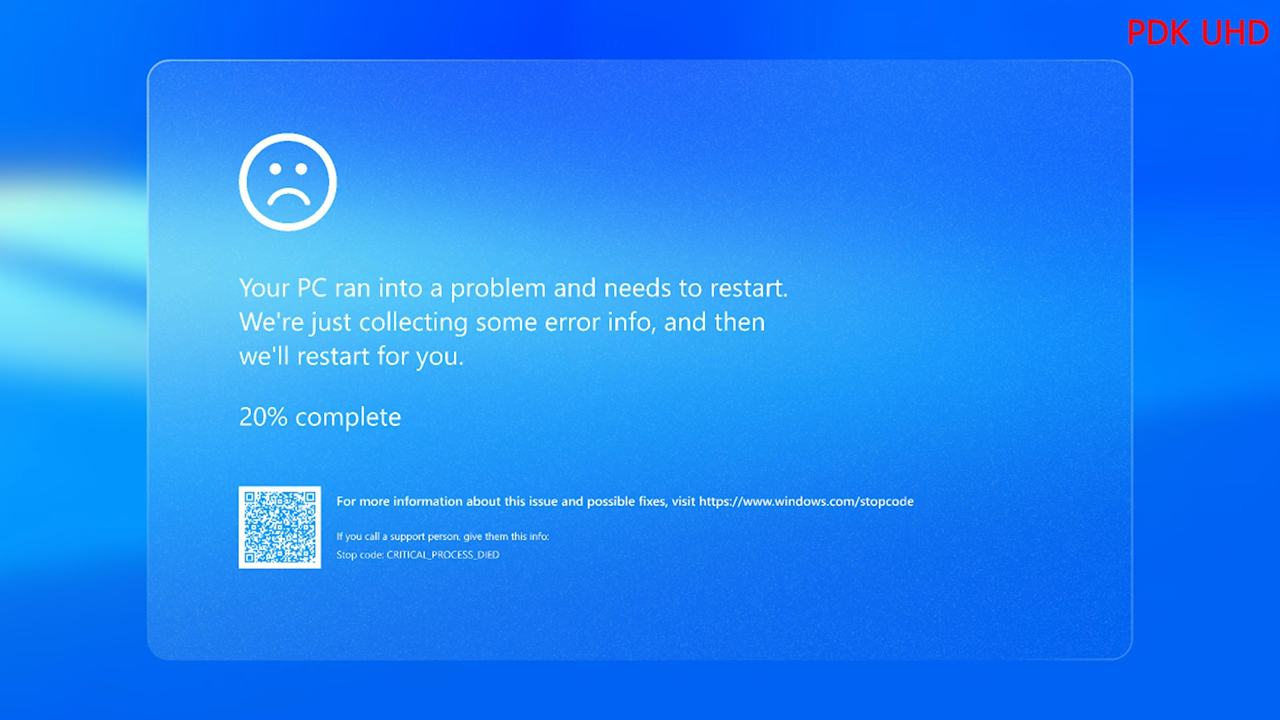 PDK UHD
Your PC ran into a problem and needs to restart.
We're just collecting some error info, and then
we'll restart for you.
20% complete
For more information about this issue and possible fixes, visit https://www.windows.com/stopcode
If you call a support person, give them this info:
Stop code: CRITICAL_PROCESS_DIED